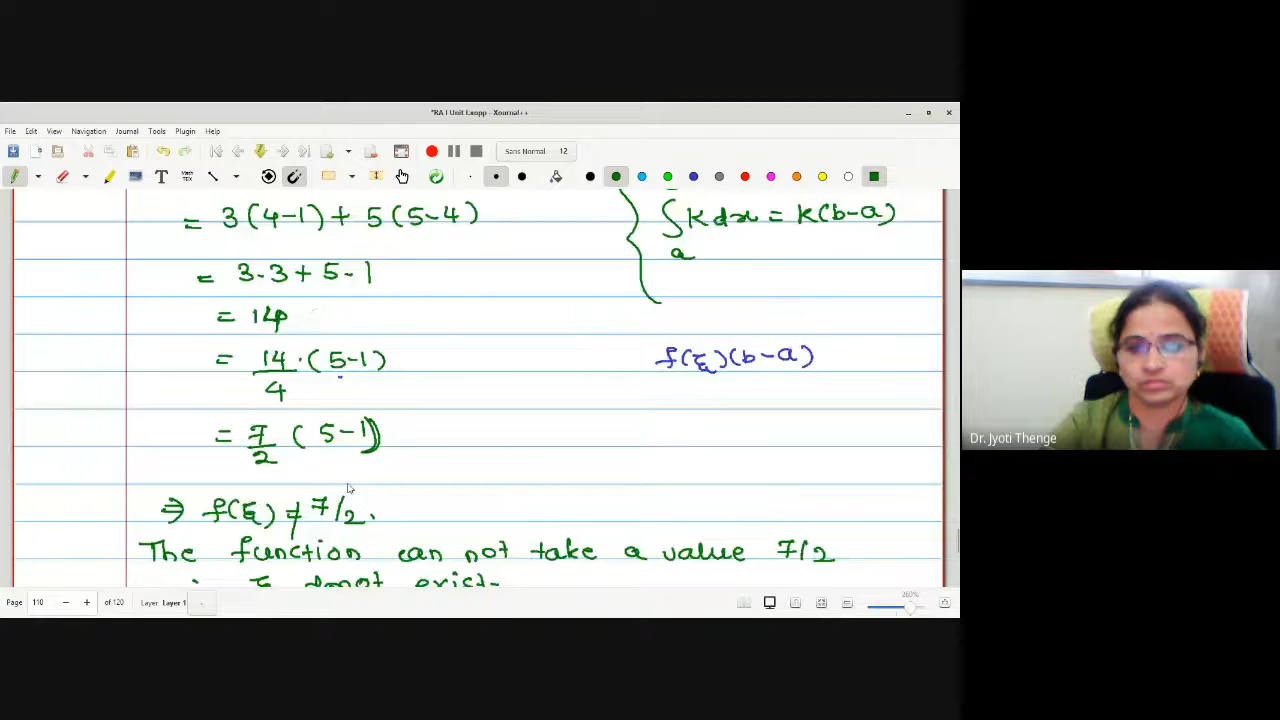 *RA I Unit I.xopp - Xournal++
File Edit View Navigation Journal Tools Plugin Help
Sans Normal 12
= 3(4-1) + 5(5-4)
= 3·3 + 5·1
= 14
= 14/4 · (5-1)
= 7/2 (5-1)
⇒ f(ξ) ≠ 7/2.
The function can not take a value 7/2
∫ K dx = K(b-a)
a
f(ξ)(b-a)
Dr. Jyoti Thenge
Page 110 of 120 Layer Layer 1
260%